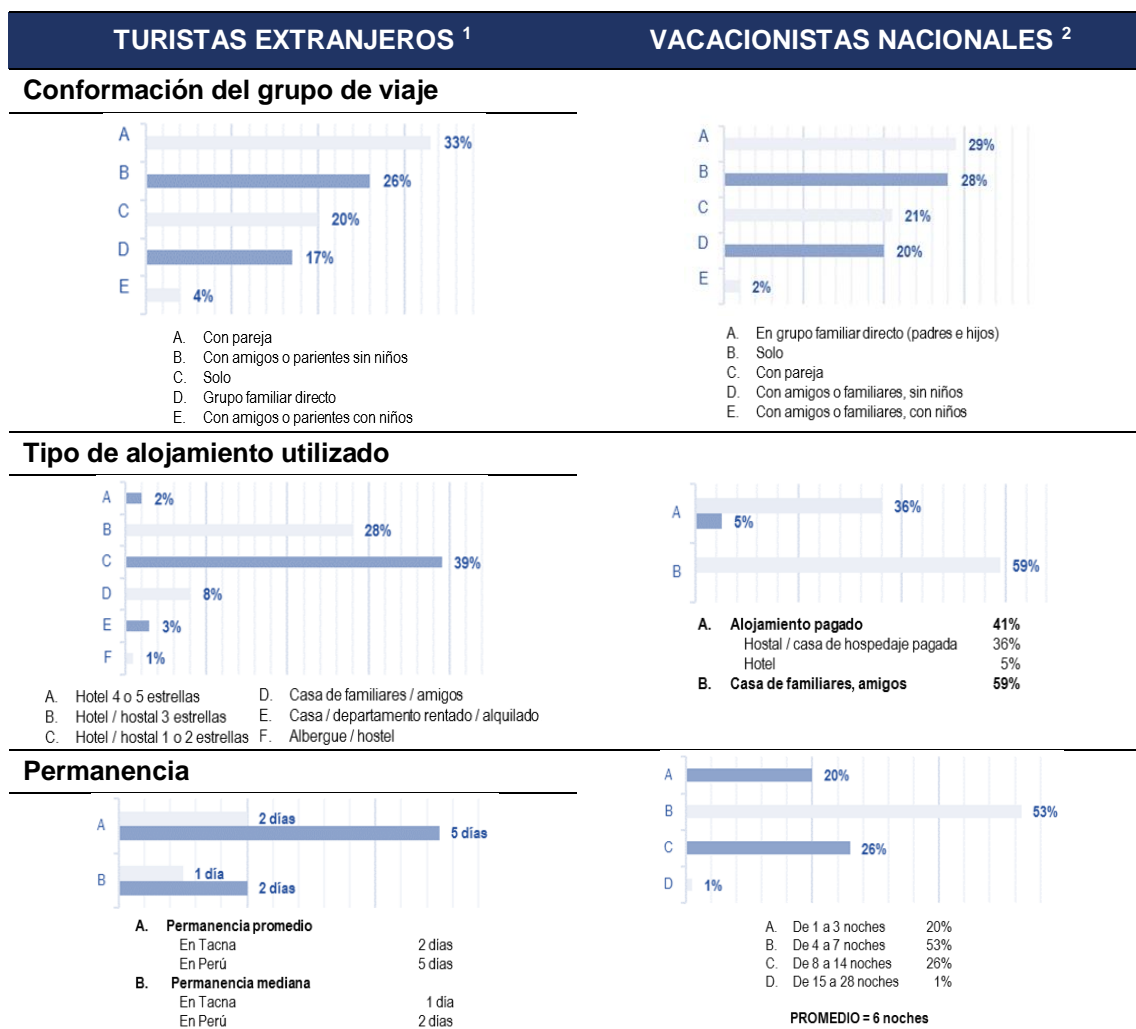 TURISTAS EXTRANJEROS ¹
VACACIONISTAS NACIONALES ²
Conformación del grupo de viaje
A 33%
B 26%
C 20%
D 17%
E 4%
A. Con pareja
B. Con amigos o parientes sin niños
C. Solo
D. Grupo familiar directo
E. Con amigos o parientes con niños
A 29%
B 28%
C 21%
D 20%
E 2%
A. En grupo familiar directo (padres e hijos)
B. Solo
C. Con pareja
D. Con amigos o familiares, sin niños
E. Con amigos o familiares, con niños
Tipo de alojamiento utilizado
A 2%
B 28%
C 39%
D 8%
E 3%
F 1%
A. Hotel 4 o 5 estrellas
B. Hotel / hostal 3 estrellas
C. Hotel / hostal 1 o 2 estrellas
D. Casa de familiares / amigos
E. Casa / departamento rentado / alquilado
F. Albergue / hostel
A 36%
5%
B 59%
A. Alojamiento pagado 41%
Hostal / casa de hospedaje pagada 36%
Hotel 5%
B. Casa de familiares, amigos 59%
Permanencia
A 2 días
5 días
B 1 día
2 días
A. Permanencia promedio
En Tacna 2 dias
En Perú 5 dias
B. Permanencia mediana
En Tacna 1 dia
En Perú 2 dias
A 20%
B 53%
C 26%
D 1%
A. De 1 a 3 noches 20%
B. De 4 a 7 noches 53%
C. De 8 a 14 noches 26%
D. De 15 a 28 noches 1%
PROMEDIO = 6 noches